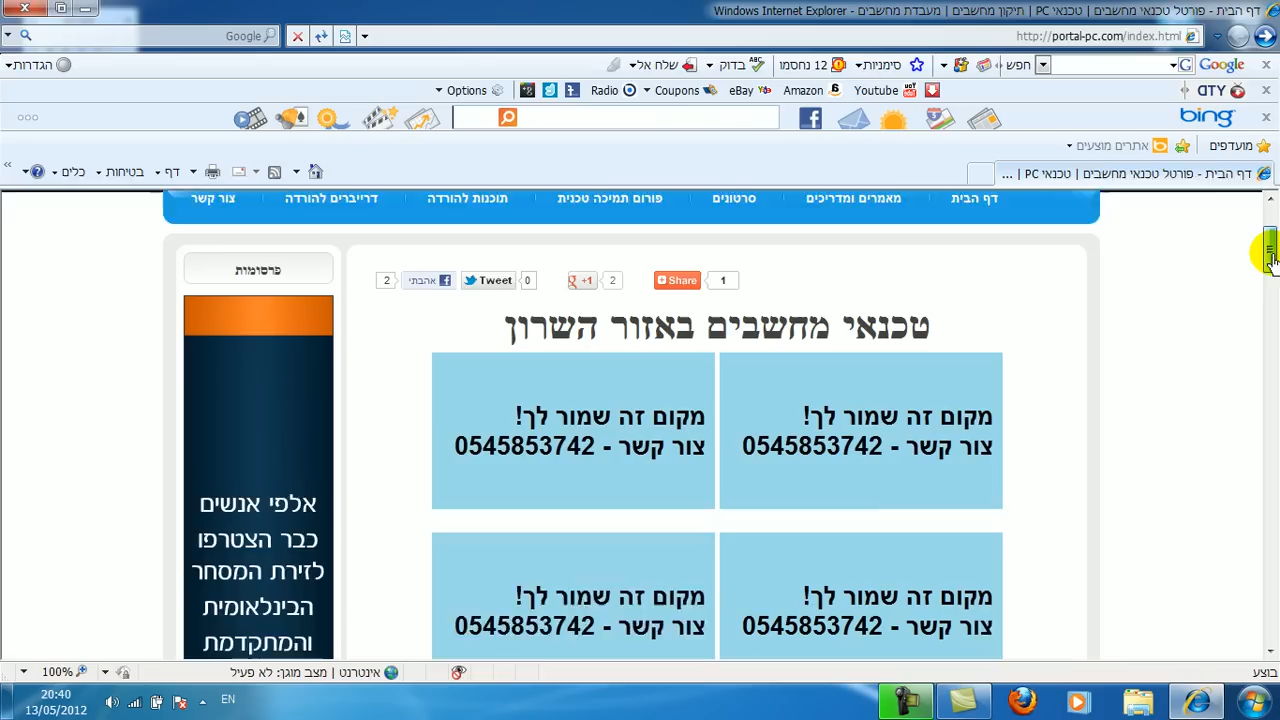 דף הבית - פורטל טכנאי מחשבים | טכנאי PC | תיקון מחשבים | מעבדת מחשבים - Windows Internet Explorer
http://portal-pc.com/index.html
Google
Google
חפש
סימניות
12 נחסמו
בדוק
שלח אל
הגדרות
YTD
Youtube
Amazon
eBay
Coupons
Radio
Options
bing
מועדפים
אתרים מוצעים
דף הבית - פורטל טכנאי מחשבים | טכנאי PC | ...
דף
בטיחות
כלים
דף הבית
מאמרים ומדריכים
סרטונים
פורום תמיכה טכנית
תוכנות להורדה
דרייברים להורדה
צור קשר
פרסומות
2
אהבתי
Tweet
0
+1
2
Share
1
טכנאי מחשבים באזור השרון
מקום זה שמור לך!
צור קשר - 0545853742
מקום זה שמור לך!
צור קשר - 0545853742
מקום זה שמור לך!
צור קשר - 0545853742
מקום זה שמור לך!
צור קשר - 0545853742
אלפי אנשים
כבר הצטרפו
לזירת המסחר
הבינלאומית
והמתקדמת
בוצע
אינטרנט | מצב מוגן: לא פעיל
100%
EN
20:40
13/05/2012